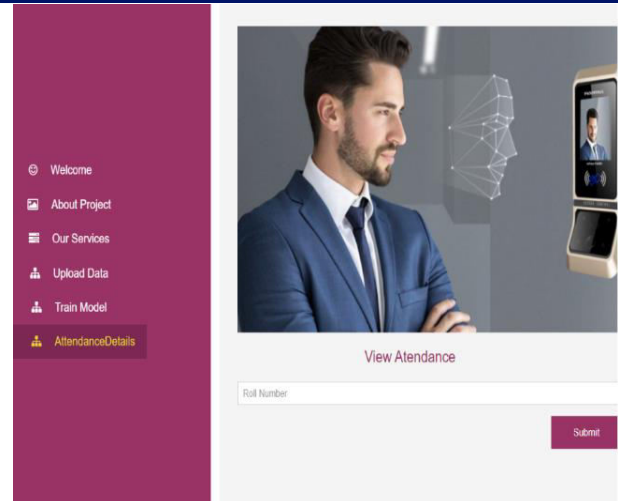 Welcome
About Project
Our Services
Upload Data
Train Model
AttendanceDetails
View Atendance
Roll Number
Submit